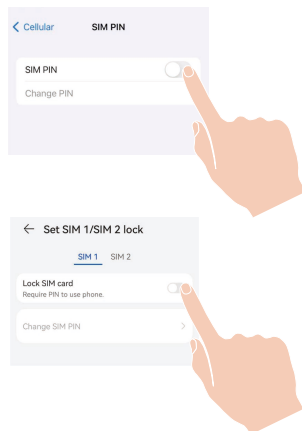 Cellular SIM PIN
SIM PIN
Change PIN
Set SIM 1/SIM 2 lock
SIM 1 SIM 2
Lock SIM card
Require PIN to use phone.
Change SIM PIN